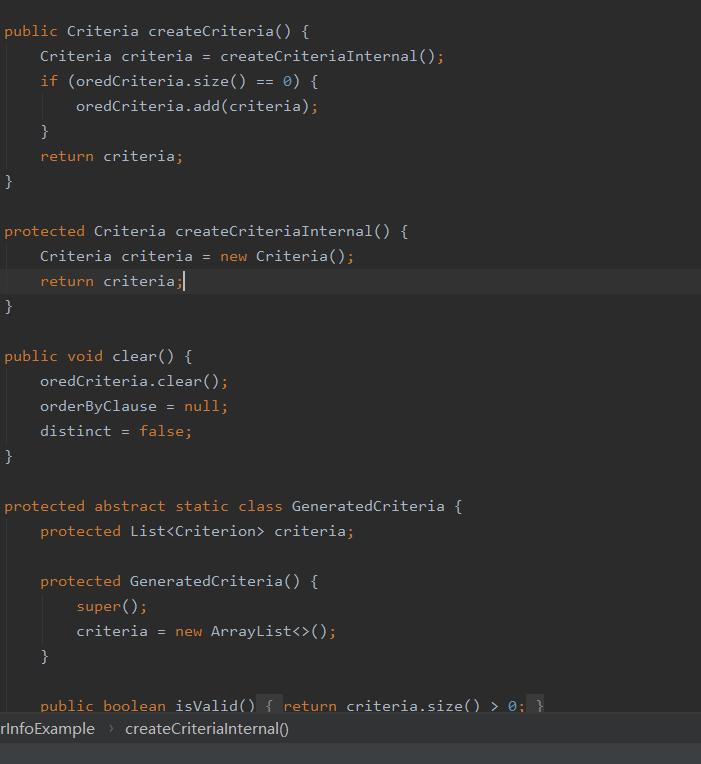 public Criteria createCriteria() {
    Criteria criteria = createCriteriaInternal();
    if (oredCriteria.size() == 0) {
        oredCriteria.add(criteria);
    }
    return criteria;
}
protected Criteria createCriteriaInternal() {
    Criteria criteria = new Criteria();
    return criteria;
}
public void clear() {
    oredCriteria.clear();
    orderByClause = null;
    distinct = false;
}
protected abstract static class GeneratedCriteria {
    protected List<Criterion> criteria;
    protected GeneratedCriteria() {
        super();
        criteria = new ArrayList<>();
    }
    public boolean isValid() { return criteria.size() > 0; }
rInfoExample › createCriteriaInternal()